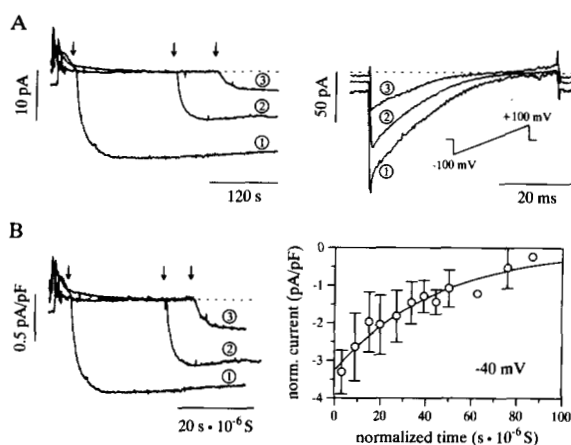 A
10 pA
③
②
①
120 s
50 pA
③
②
①
+100 mV
-100 mV
20 ms
B
0.5 pA/pF
③
②
①
20 s•10⁻⁶ S
norm. current (pA/pF)
-0
-1
-2
-3
-4
-40 mV
0 20 40 60 80 100
normalized time (s•10⁻⁶ S)